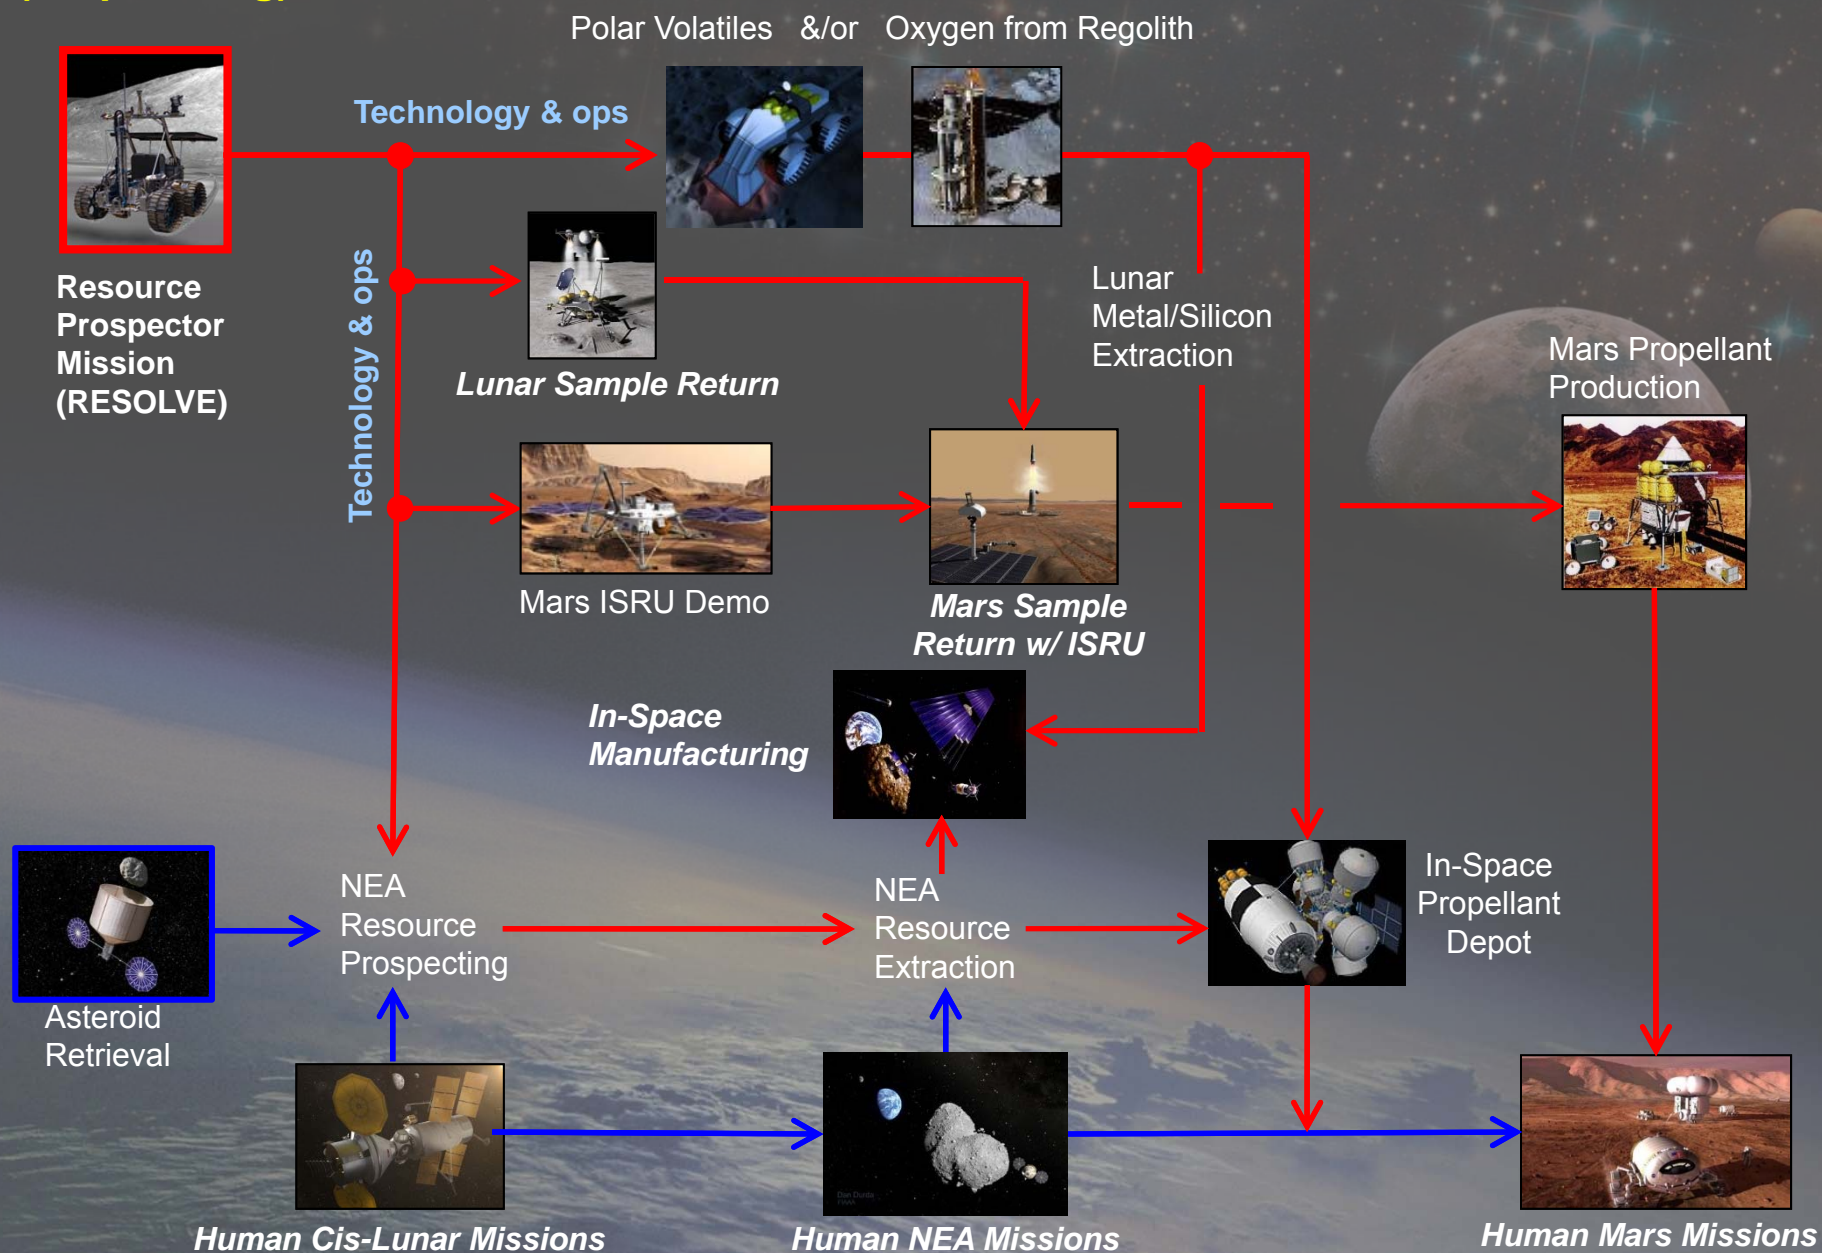 Polar Volatiles &/or Oxygen from Regolith
Technology & ops
Technology & ops
Resource
Prospector
Mission
(RESOLVE)
Lunar Sample Return
Lunar
Metal/Silicon
Extraction
Mars Propellant
Production
Mars ISRU Demo
Mars Sample
Return w/ ISRU
In-Space
Manufacturing
NEA
Resource
Prospecting
NEA
Resource
Extraction
In-Space
Propellant
Depot
Asteroid
Retrieval
Human Cis-Lunar Missions
Human NEA Missions
Human Mars Missions